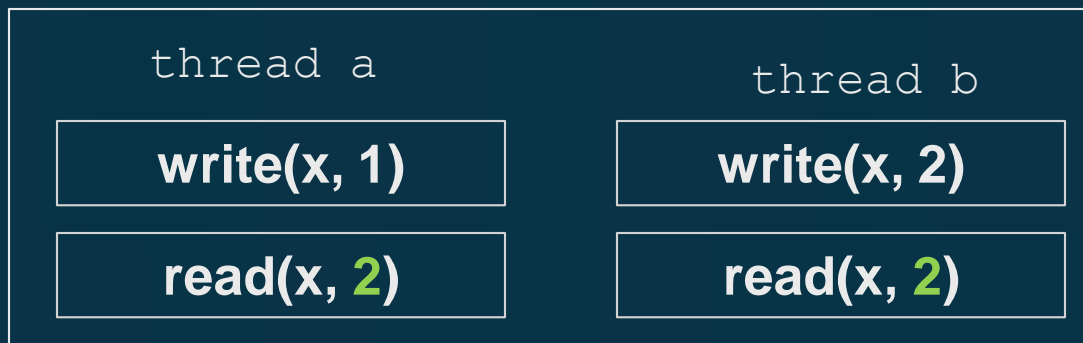 thread a
thread b
write(x, 1)
write(x, 2)
read(x, 2)
read(x, 2)